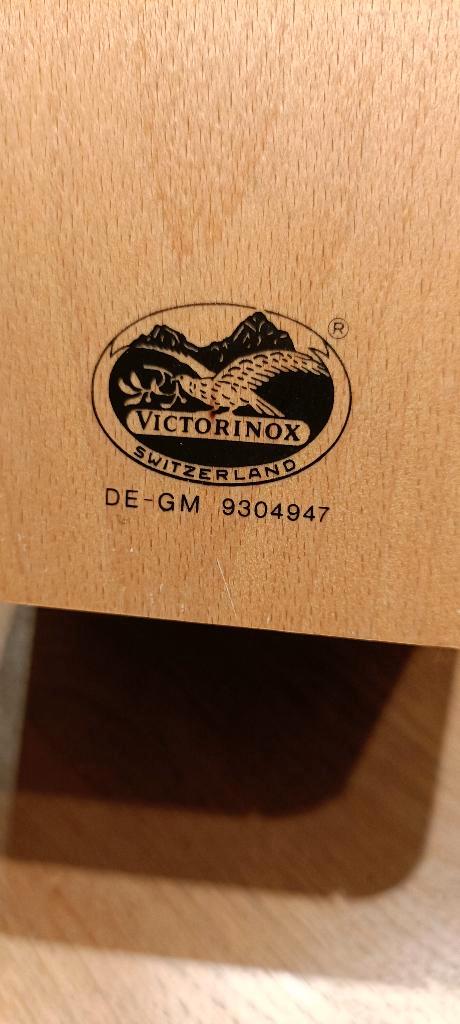 ®
VICTORINOX
SWITZERLAND
DE-GM 9304947